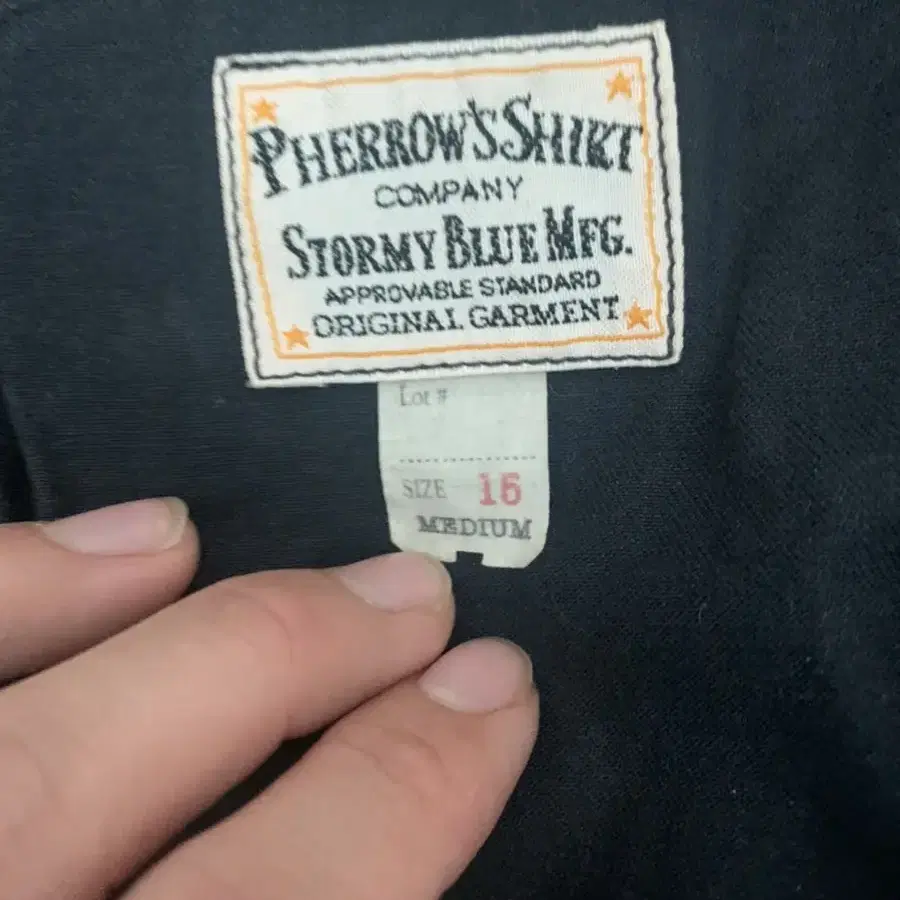 PHERROW'S SHIRT
COMPANY
STORMY BLUE MFG.
APPROVABLE STANDARD
ORIGINAL GARMENT
Lot #
SIZE 16
MEDIUM